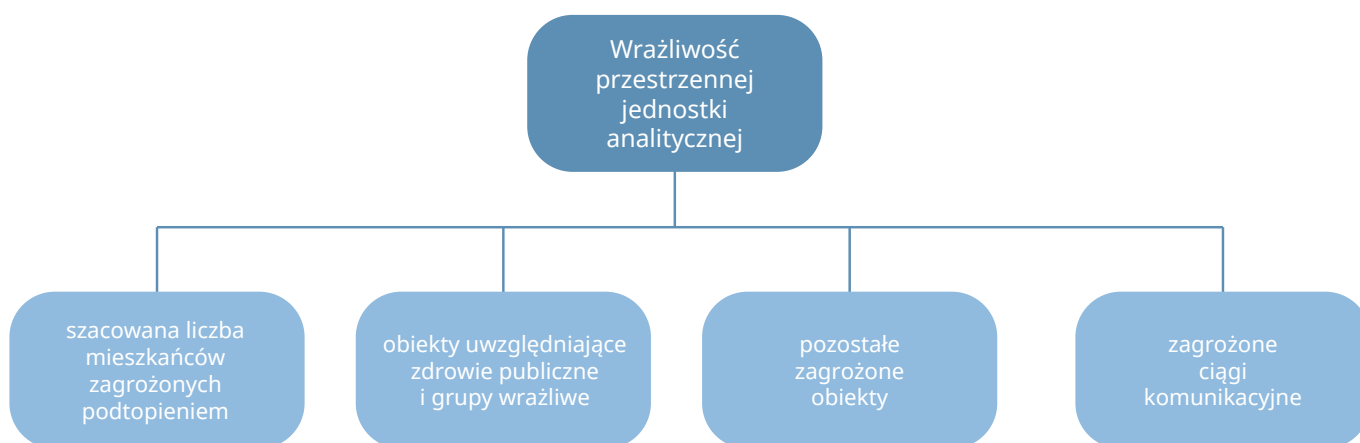 Wrażliwość
przestrzennej
jednostki
analitycznej
szacowana liczba
mieszkańców
zagrożonych
podtopieniem
obiekty uwzględniające
zdrowie publiczne
i grupy wrażliwe
pozostałe
zagrożone
obiekty
zagrożone
ciągi
komunikacyjne